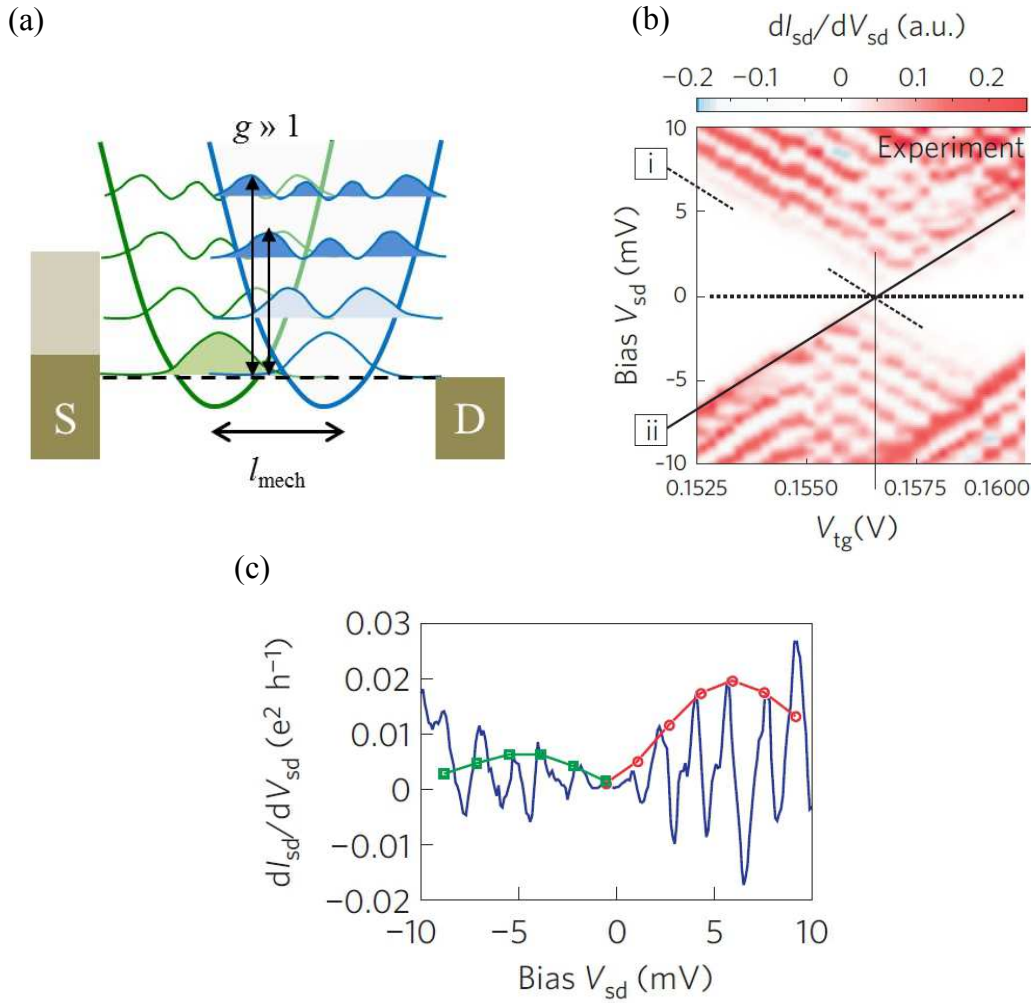 (a)
g » 1
S
D
l_mech
(b)
dI_sd/dV_sd (a.u.)
−0.2 −0.1 0 0.1 0.2
Experiment
i
ii
10
5
0
−5
−10
Bias V_sd (mV)
0.1525 0.1550 0.1575 0.1600
V_tg(V)
(c)
0.03
0.02
0.01
0
−0.01
−0.02
dI_sd/dV_sd (e² h⁻¹)
−10 −5 0 5 10
Bias V_sd (mV)